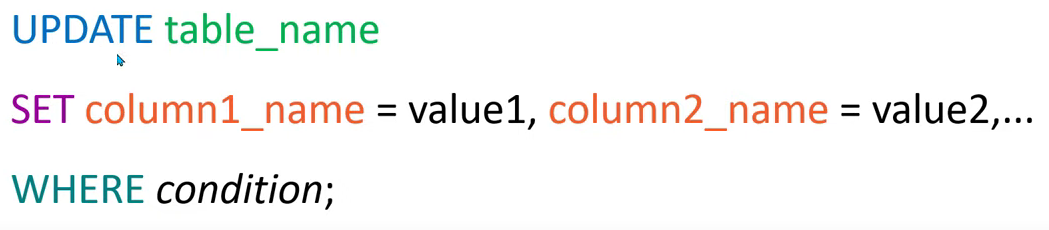 UPDATE table_name
SET column1_name = value1, column2_name = value2,...
WHERE condition;